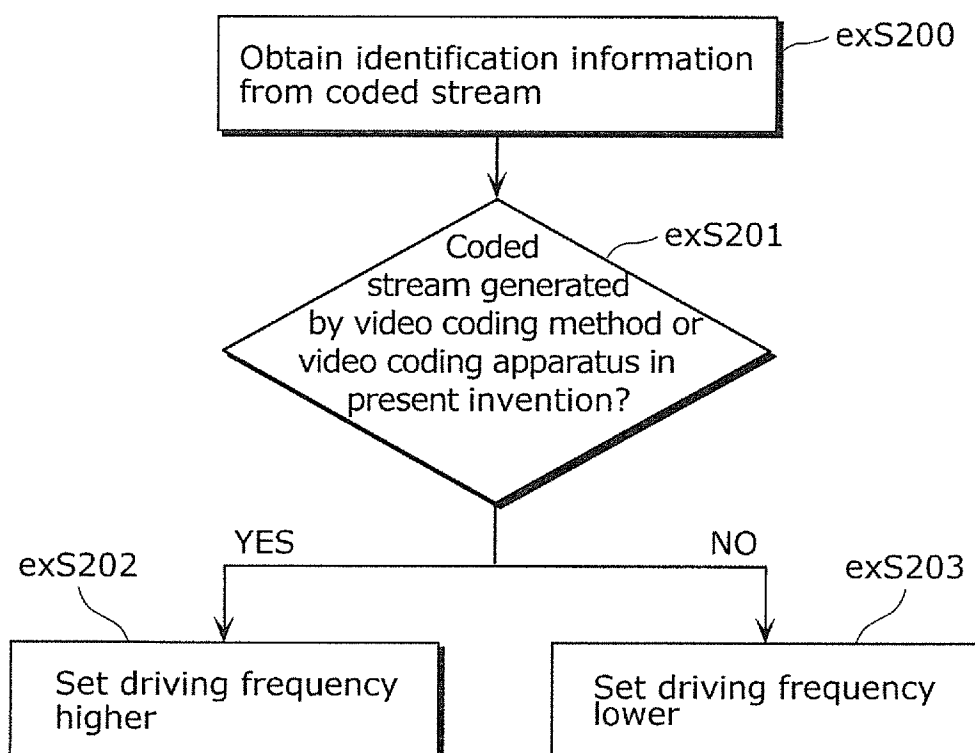 exS200
Obtain identification information
from coded stream
exS201
Coded
stream generated
by video coding method or
video coding apparatus in
present invention?
YES
NO
exS202
exS203
Set driving frequency
higher
Set driving frequency
lower